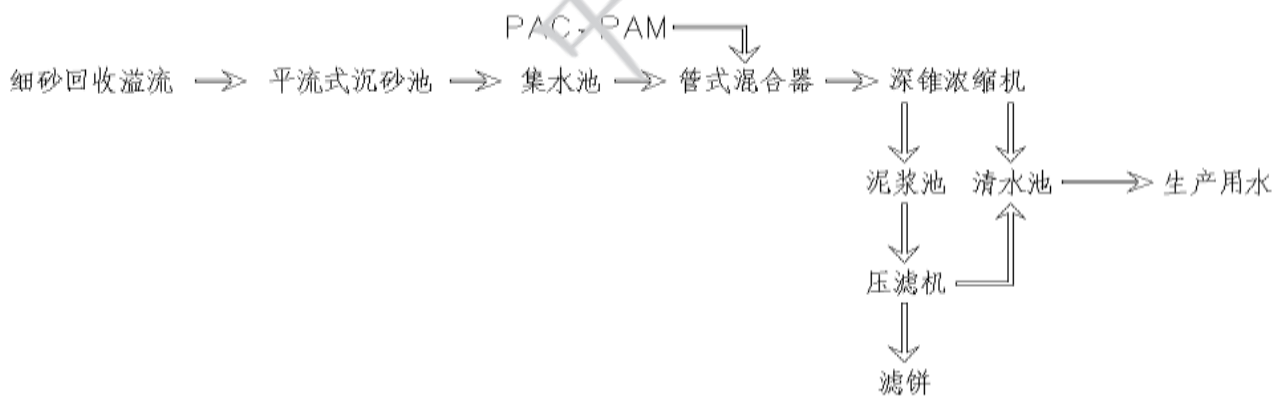 PAC、PAM
细砂回收溢流 平流式沉砂池 集水池 管式混合器 深锥浓缩机
泥浆池 清水池 生产用水
压滤机
滤饼